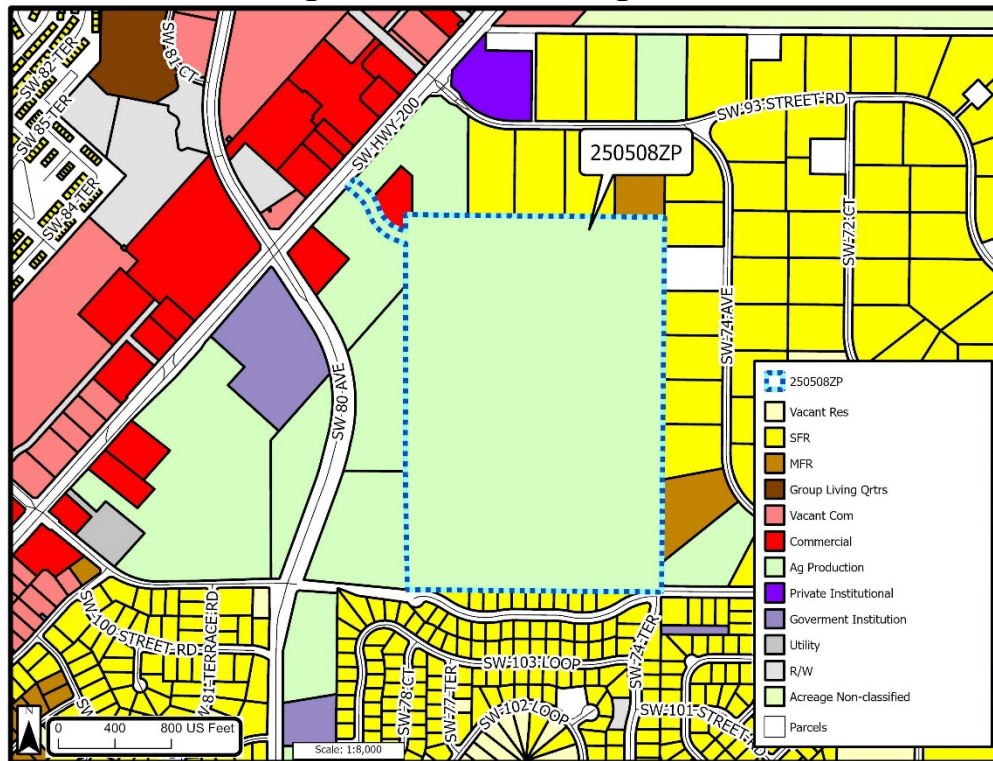 SW-82-TER
SW-85-TER
SW-84-TER
SW-81-CT
SW-HWY-200
SW-93-STREET-RD
250508ZP
SW-72-CT
SW-74-AVE
SW-80-AVE
SW-100-STREET-RD
SW-81-TERRACE-RD
SW-78-CT
SW-77-TER
SW-103-LOOP
SW-102-LOOP
SW-74-TER
SW-101-STREET-RD
250508ZP
Vacant Res
SFR
MFR
Group Living Qrtrs
Vacant Com
Commercial
Ag Production
Private Institutional
Goverment Institution
Utility
R/W
Acreage Non-classified
Parcels
0 400 800 US Feet
Scale: 1:8,000